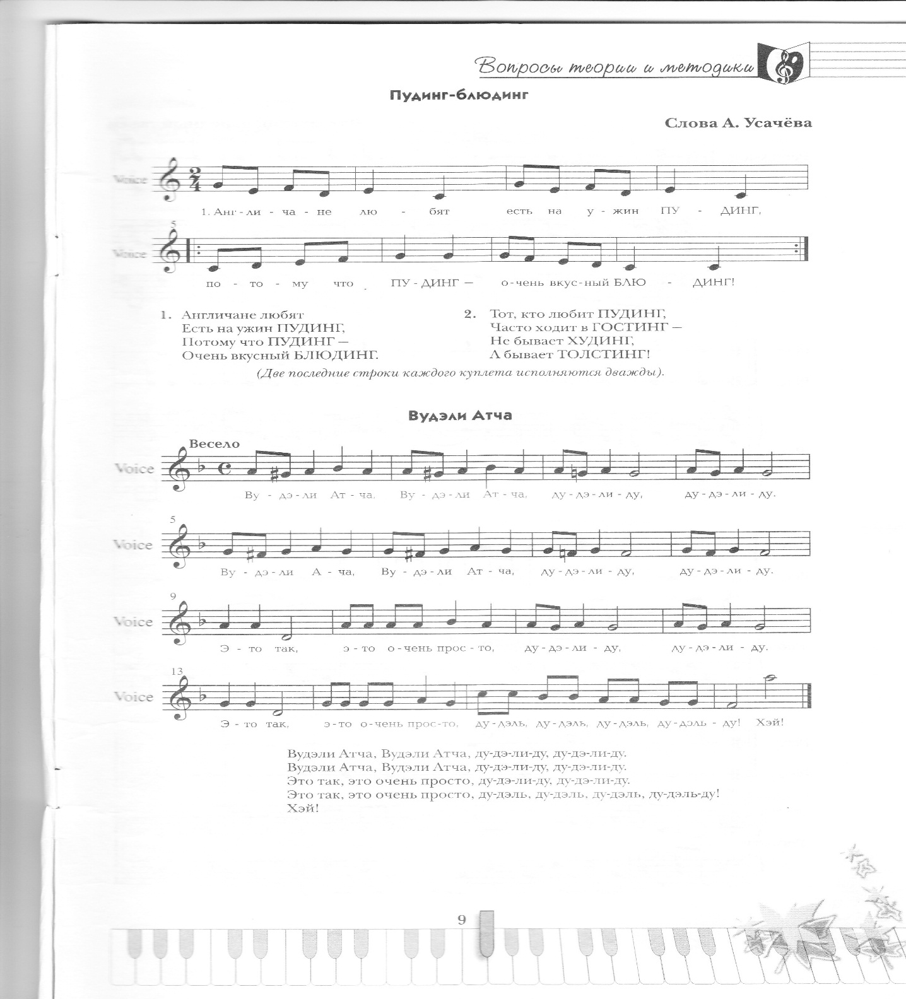 Вопросы теории и методики
Пудинг-блюдинг
Слова А. Усачёва
Voice
1. Анг - ли - ча - не лю - бят есть на у - жин ПУ - ДИНГ,
5
Voice
по - то - му что ПУ - ДИНГ — о - чень вкус - ный БЛЮ - ДИНГ!
1. Англичане любят
Есть на ужин ПУДИНГ,
Потому что ПУДИНГ —
Очень вкусный БЛЮДИНГ.
2. Тот, кто любит ПУДИНГ,
Часто ходит в ГОСТИНГ —
Не бывает ХУДИНГ,
А бывает ТОЛСТИНГ!
(Две последние строки каждого куплета исполняются дважды).
Вудэли Атча
Весело
Voice
Ву - дэ - ли Ат - ча, Ву - дэ - ли Ат - ча, ду - дэ - ли - ду, ду - дэ - ли - ду.
5
Voice
Ву - дэ - ли А - ча, Ву - дэ - ли Ат - ча, ду - дэ - ли - ду, ду - дэ - ли - ду.
9
Voice
Э - то так, э - то о - чень прос - то, ду - дэ - ли - ду, ду - дэ - ли - ду.
13
Voice
Э - то так, э - то о - чень прос - то, ду - дэль, ду - дэль, ду - дэль, ду - дэль - ду! Хэй!
Вудэли Атча, Вудэли Атча, ду-дэ-ли-ду, ду-дэ-ли-ду.
Вудэли Атча, Вудэли Атча, ду-дэ-ли-ду, ду-дэ-ли-ду.
Это так, это очень просто, ду-дэ-ли-ду, ду-дэ-ли-ду.
Это так, это очень просто, ду-дэль, ду-дэль, ду-дэль, ду-дэль-ду!
Хэй!
9